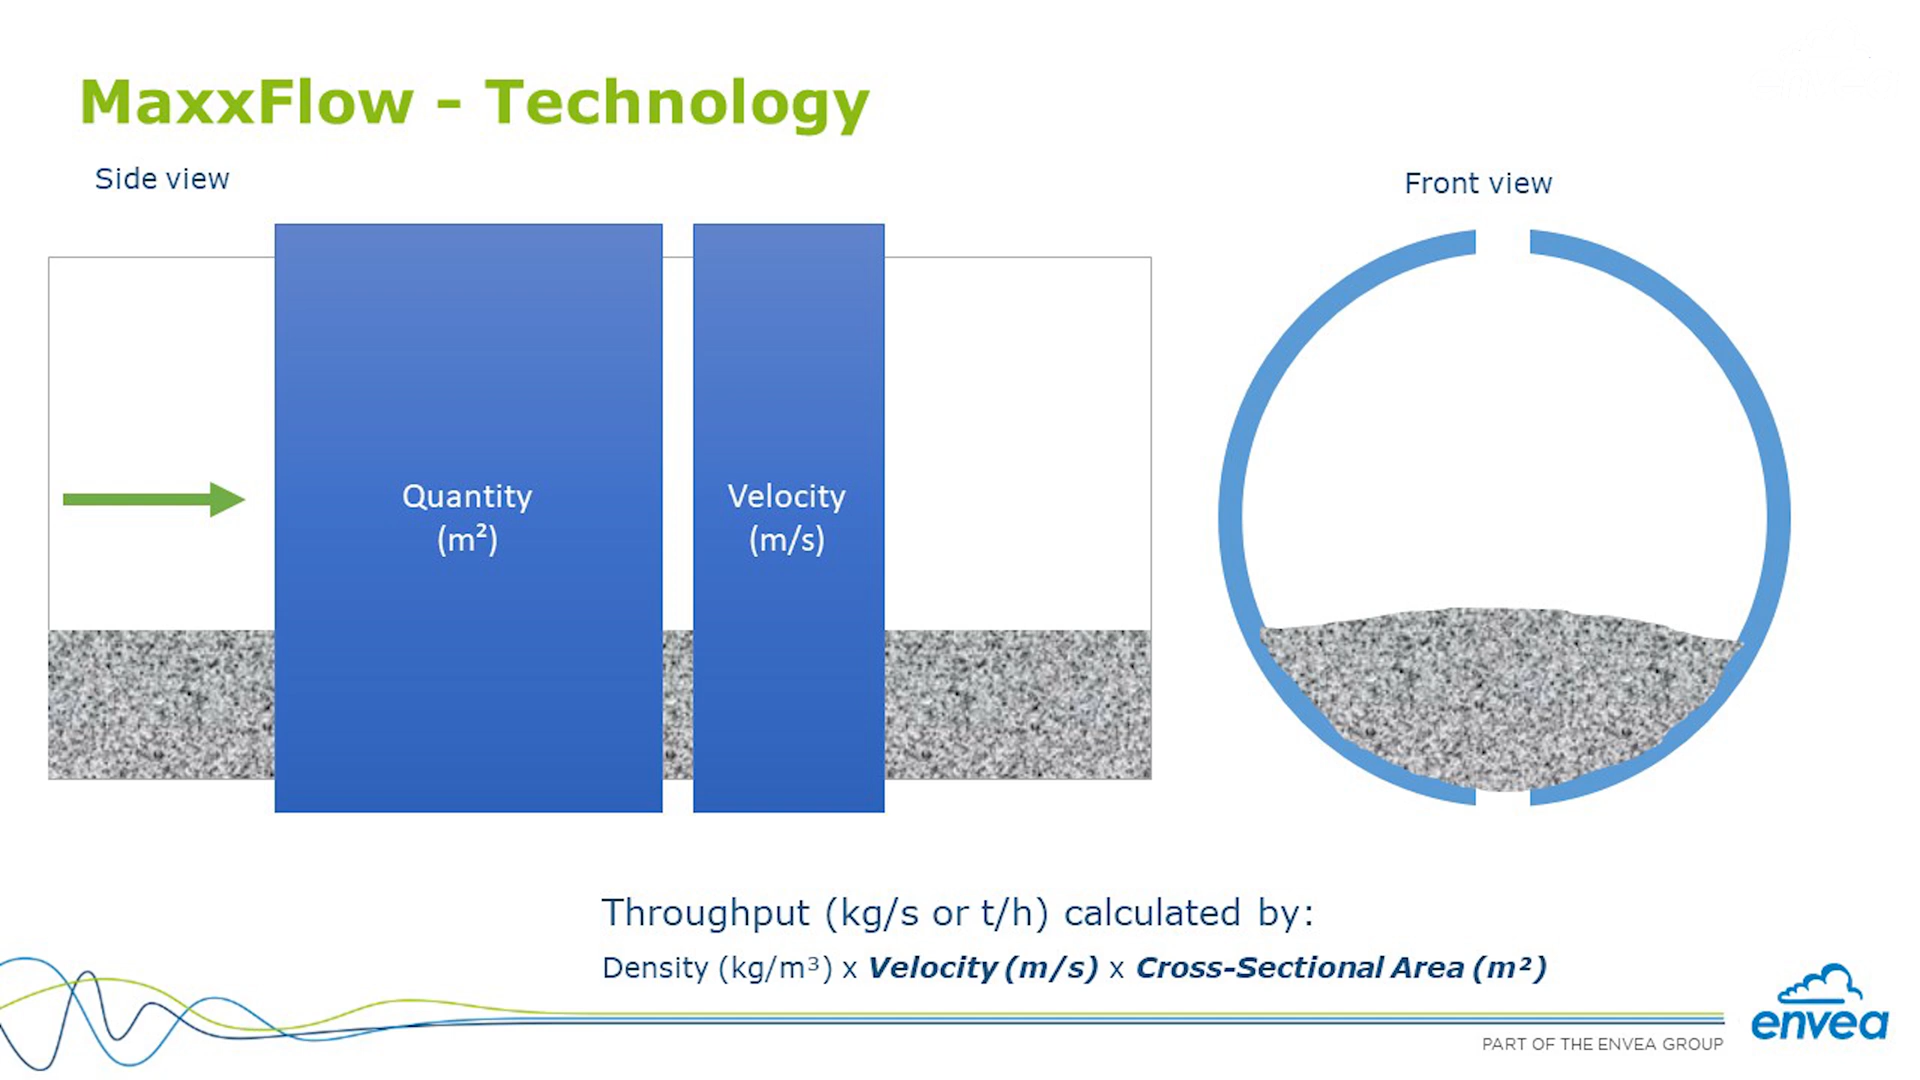 MaxxFlow - Technology
Side view
Front view
Quantity
(m²)
Velocity
(m/s)
Throughput (kg/s or t/h) calculated by:
Density (kg/m³) x Velocity (m/s) x Cross-Sectional Area (m²)
envea
PART OF THE ENVEA GROUP